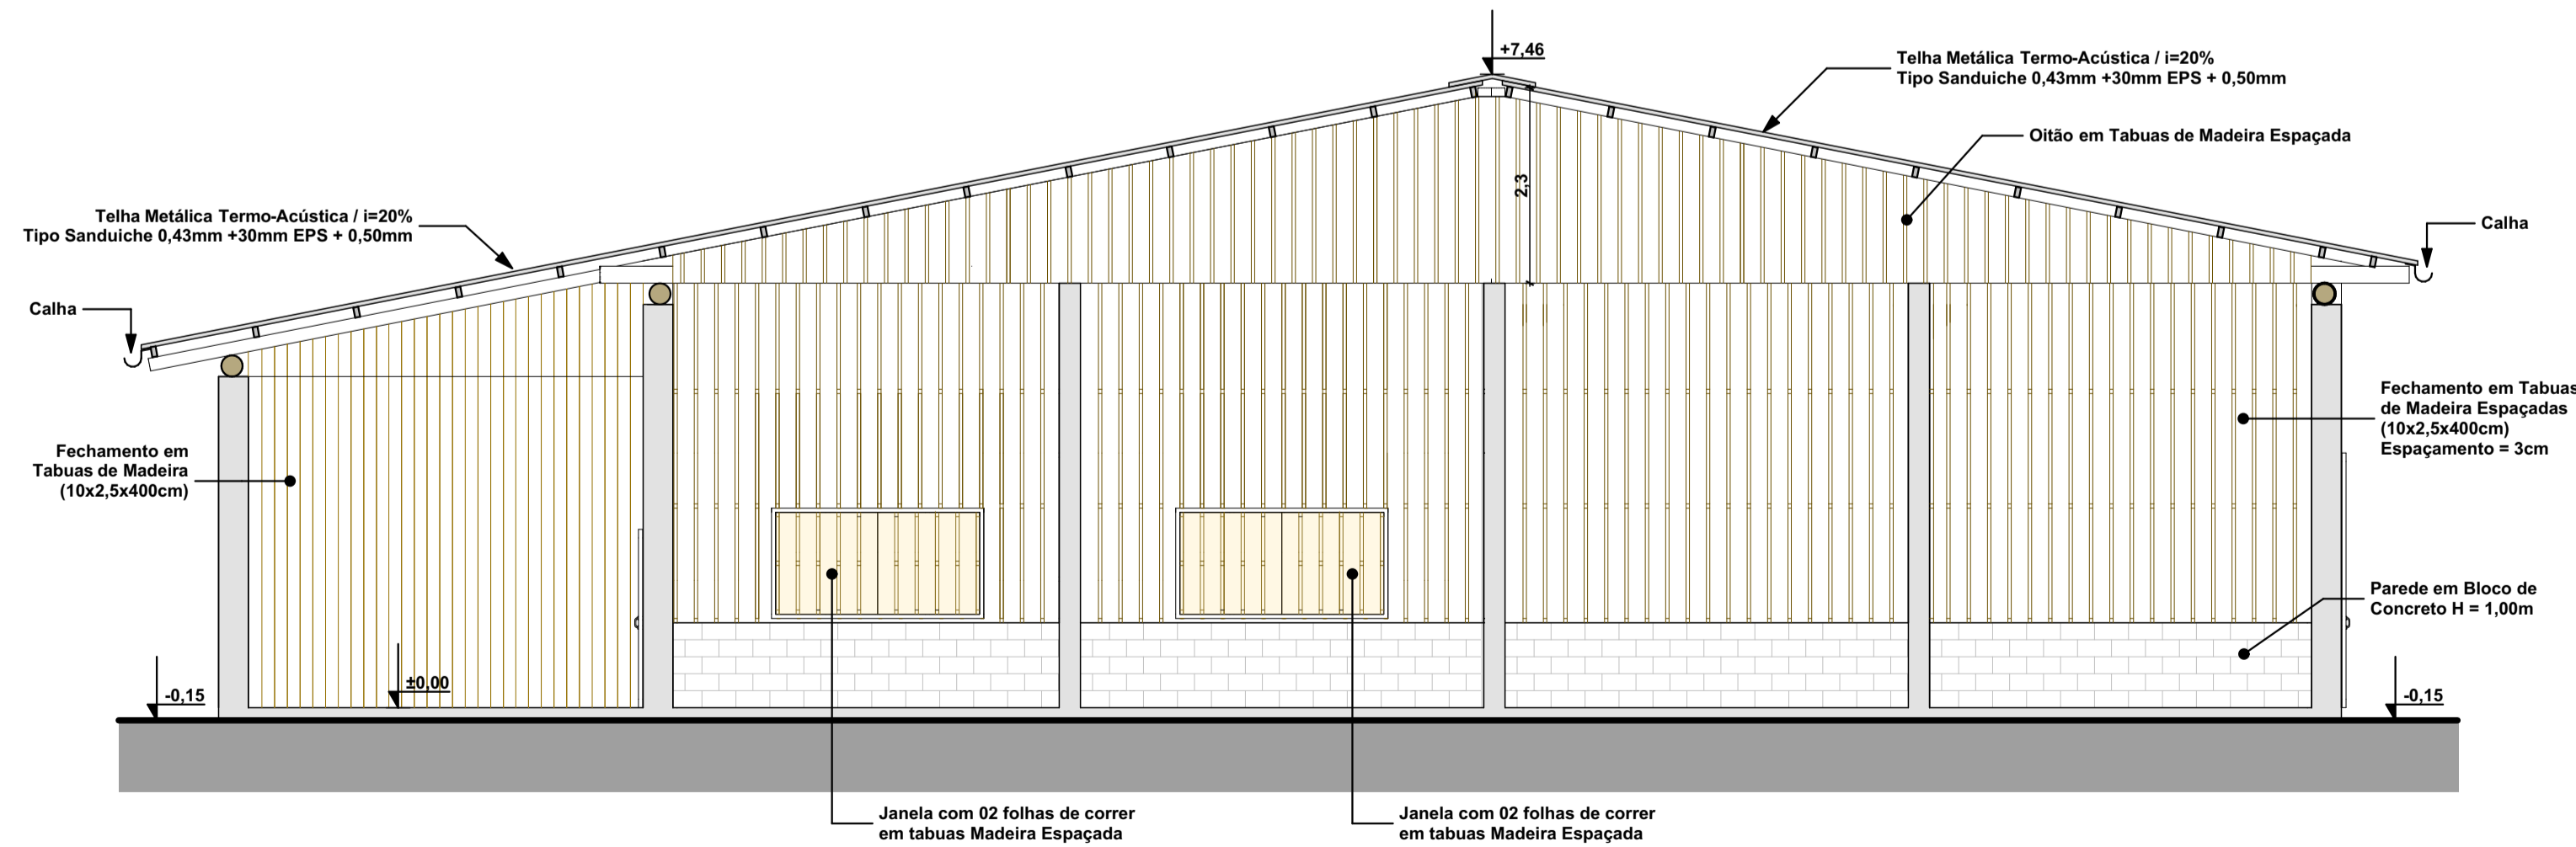 +7,46
Telha Metálica Termo-Acústica / i=20%
Tipo Sanduiche 0,43mm +30mm EPS + 0,50mm
Oitão em Tabuas de Madeira Espaçada
2,3
Telha Metálica Termo-Acústica / i=20%
Tipo Sanduiche 0,43mm +30mm EPS + 0,50mm
Calha
Calha
Fechamento em Tabuas
de Madeira Espaçadas
(10x2,5x400cm)
Espaçamento = 3cm
Fechamento em
Tabuas de Madeira
(10x2,5x400cm)
Parede em Bloco de
Concreto H = 1,00m
±0,00
-0,15
-0,15
Janela com 02 folhas de correr
em tabuas Madeira Espaçada
Janela com 02 folhas de correr
em tabuas Madeira Espaçada